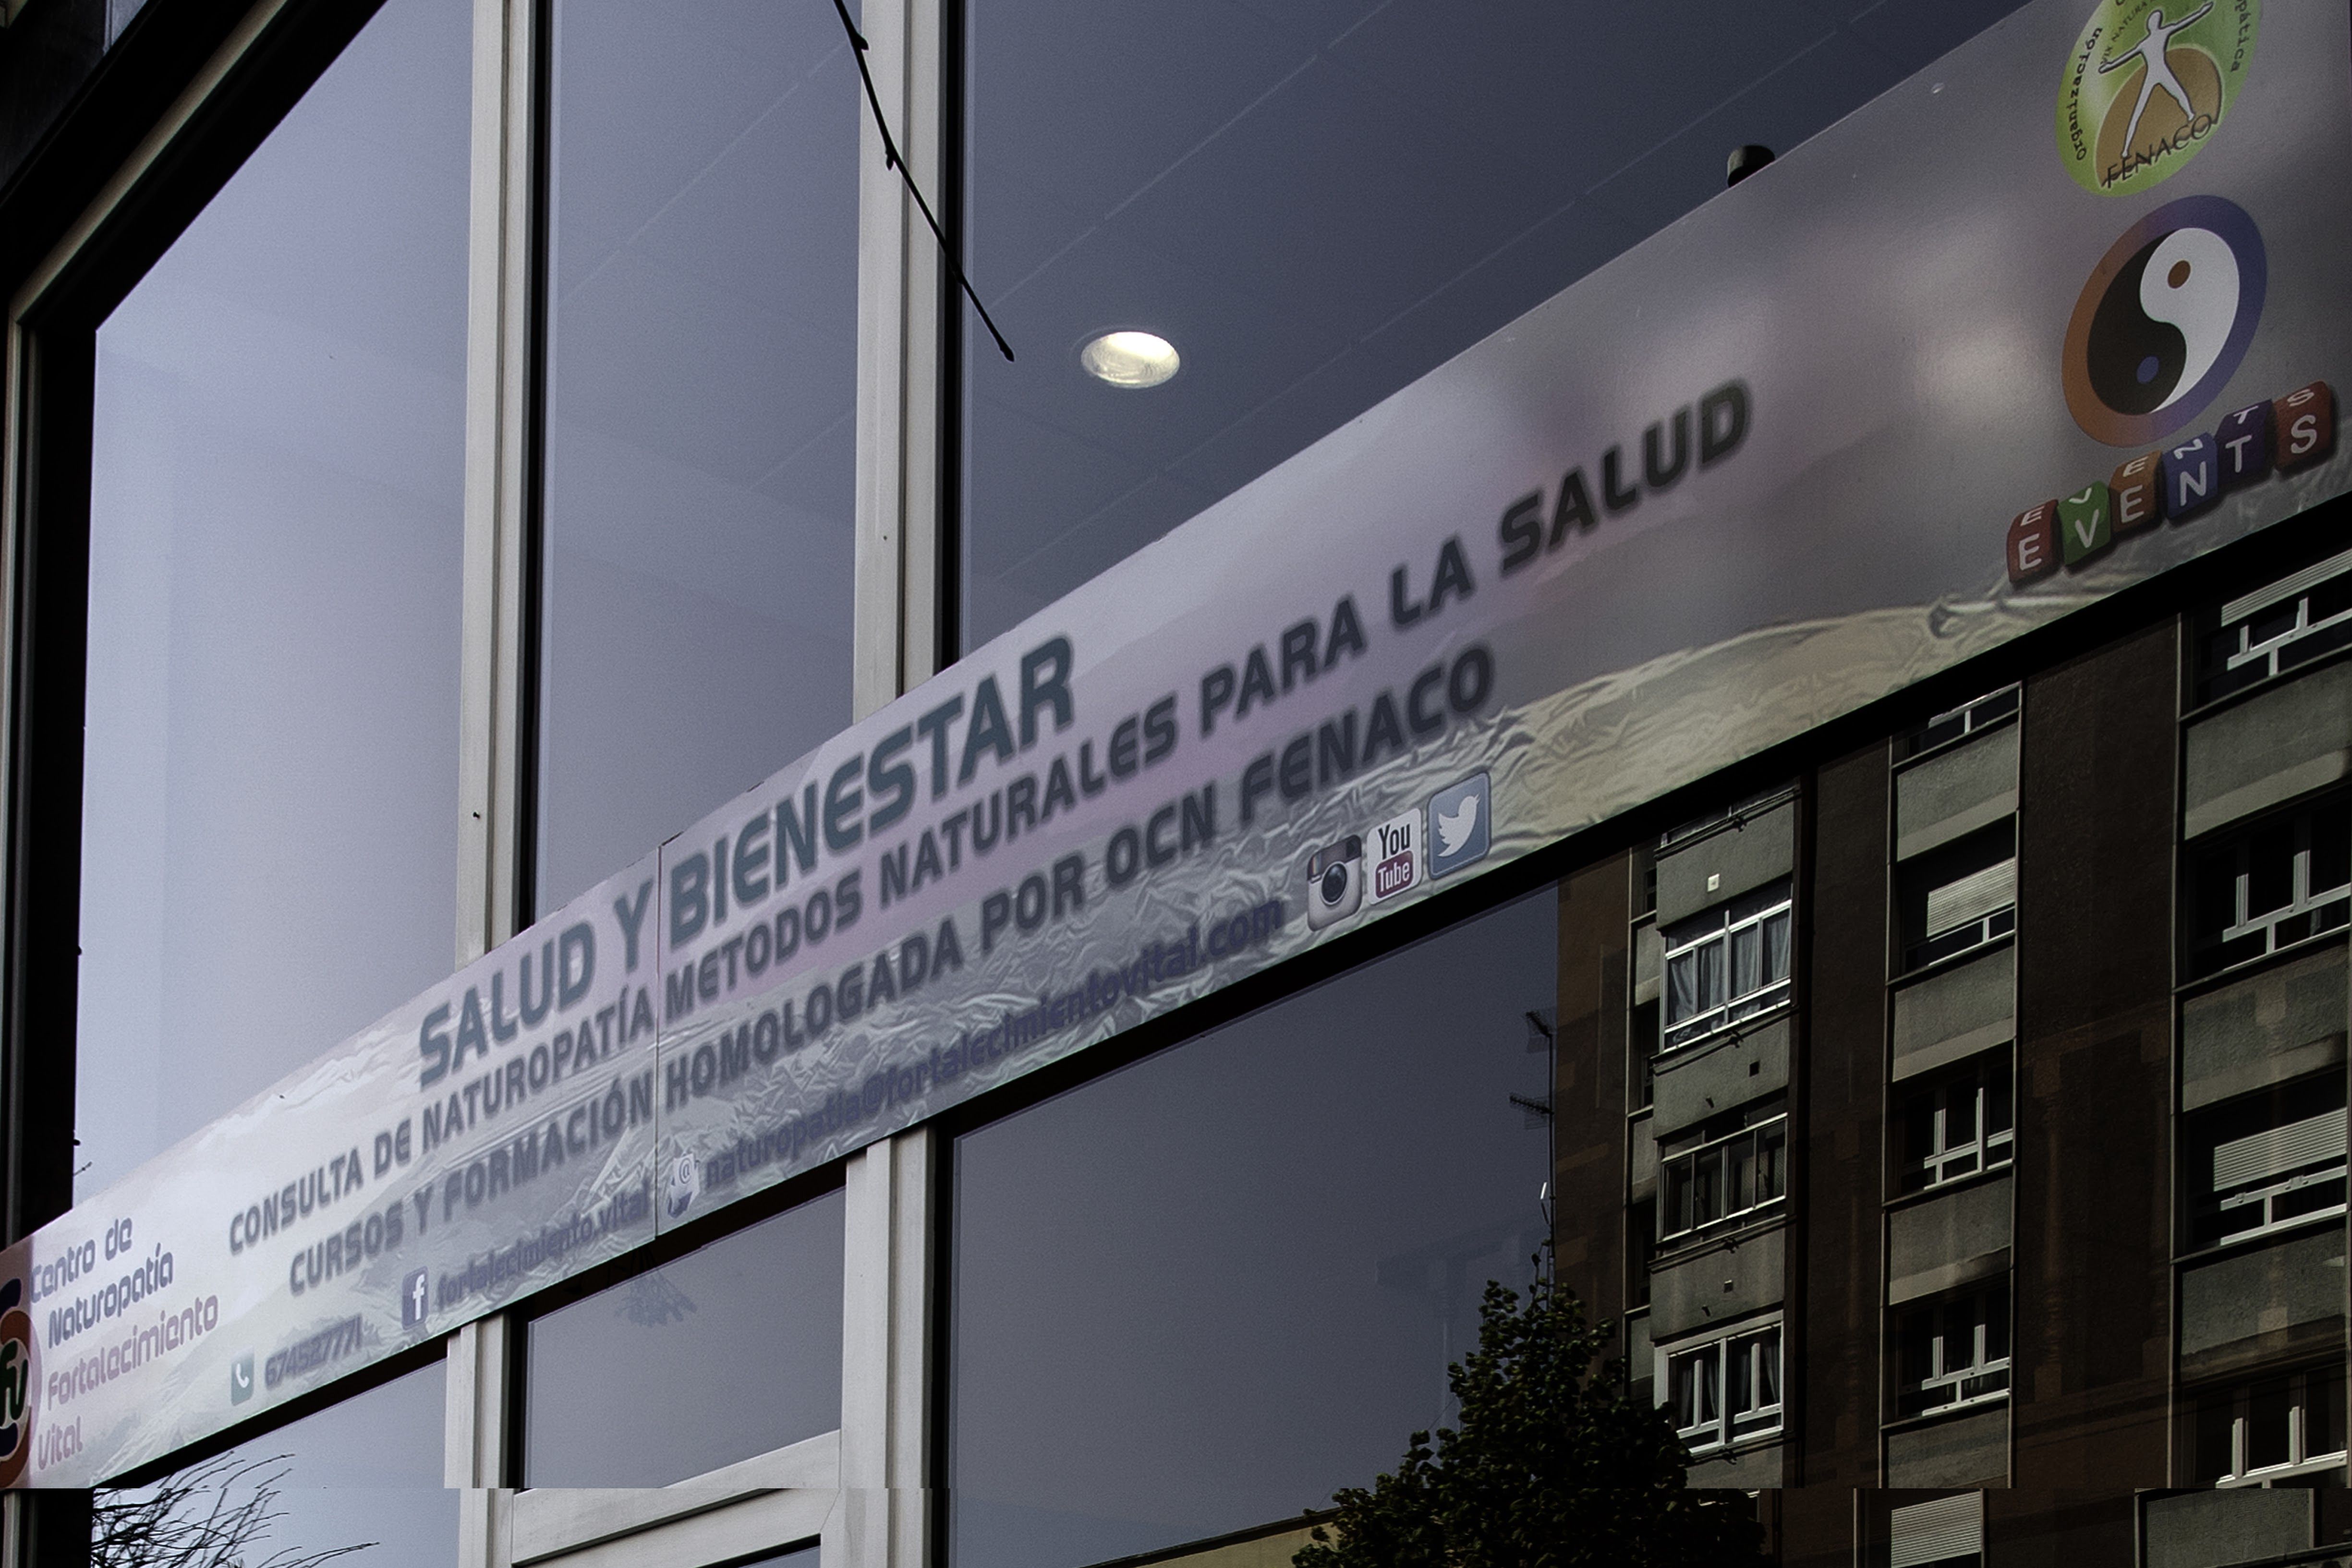 Centro de
Naturopatía
Fortalecimiento
Vital
SALUD Y BIENESTAR
CONSULTA DE NATUROPATÍA METODOS NATURALES PARA LA SALUD
CURSOS Y FORMACIÓN HOMOLOGADA POR OCN FENACO
674527771
f fortalecimiento.vital
@ naturopatia@fortalecimientovital.com
You
Tube
Organización
FENACO
EVENTS